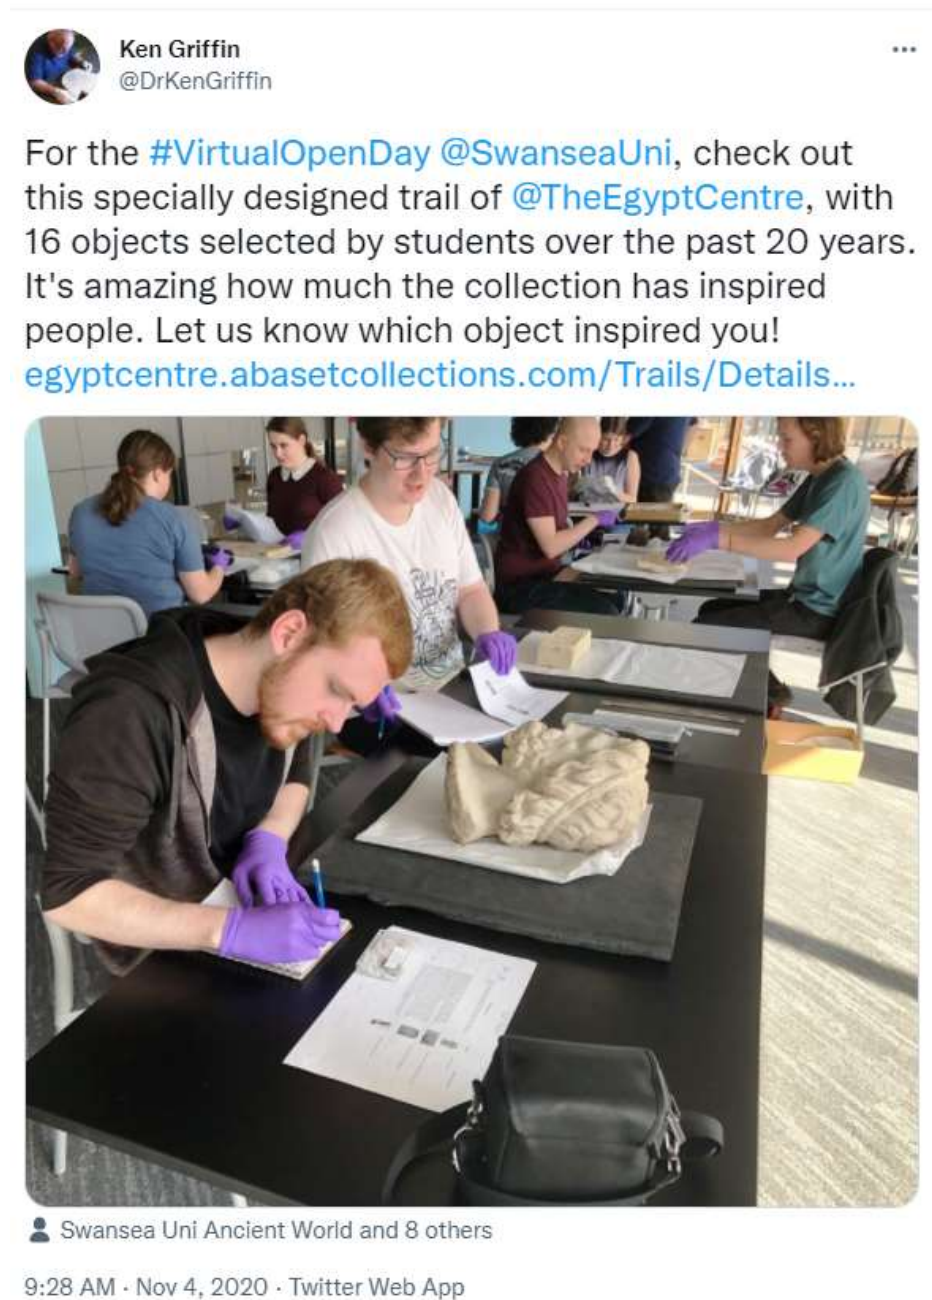 Ken Griffin
@DrKenGriffin
For the #VirtualOpenDay @SwanseaUni, check out
this specially designed trail of @TheEgyptCentre, with
16 objects selected by students over the past 20 years.
It's amazing how much the collection has inspired
people. Let us know which object inspired you!
egyptcentre.abasetcollections.com/Trails/Details...
Swansea Uni Ancient World and 8 others
9:28 AM · Nov 4, 2020 · Twitter Web App